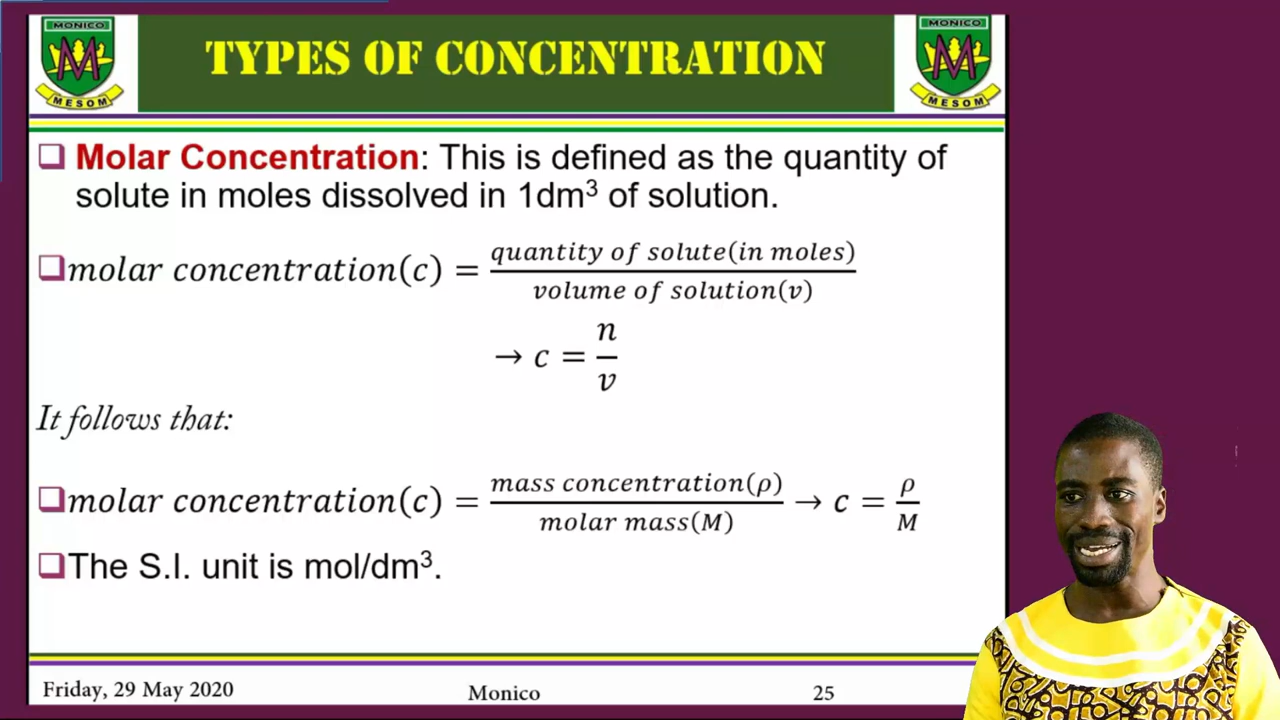 MONICO
MESOM
TYPES OF CONCENTRATION
MONICO
MESOM
Molar Concentration: This is defined as the quantity of
solute in moles dissolved in 1dm³ of solution.
molar concentration(c) = quantity of solute(in moles) / volume of solution(v)
→ c = n / v
It follows that:
molar concentration(c) = mass concentration(ρ) / molar mass(M) → c = ρ / M
The S.I. unit is mol/dm³.
Friday, 29 May 2020 Monico 25